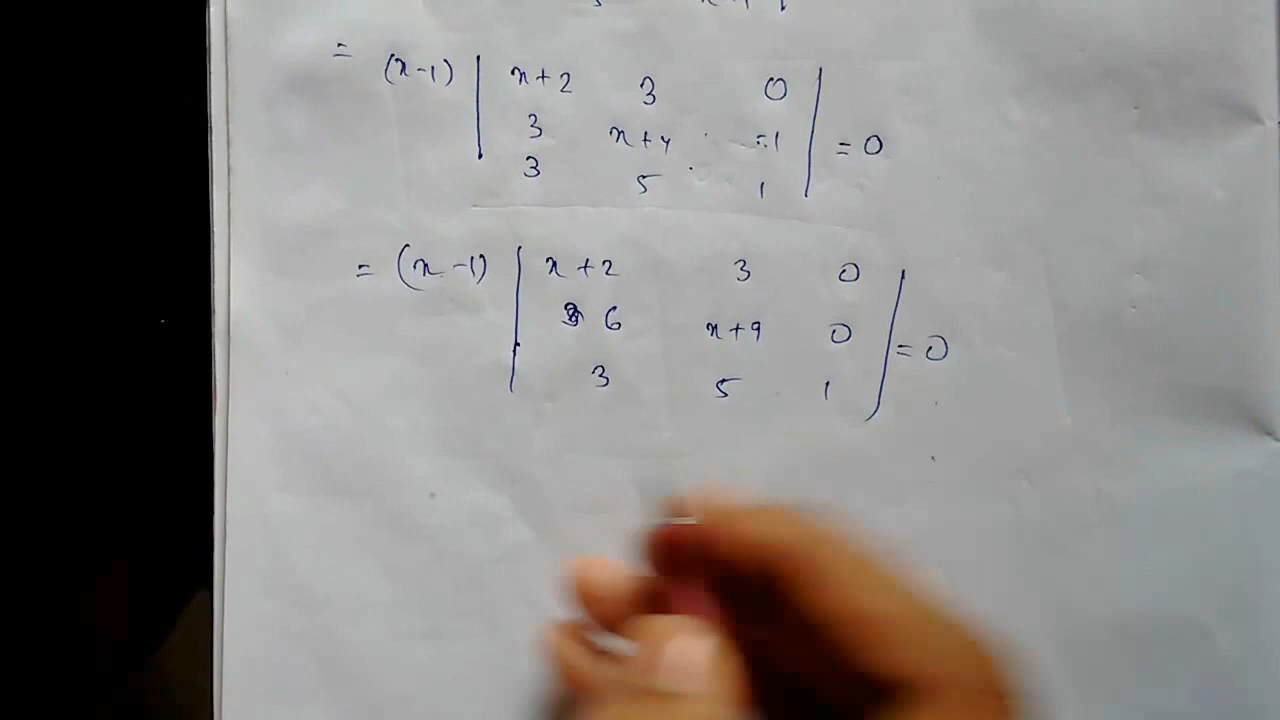 =
(x-1) | x+2 3 0 |
| 3 x+4 -1 | = 0
| 3 5 1 |
= (x-1) | x+2 3 0 |
| 6 x+9 0 | = 0
| 3 5 1 |